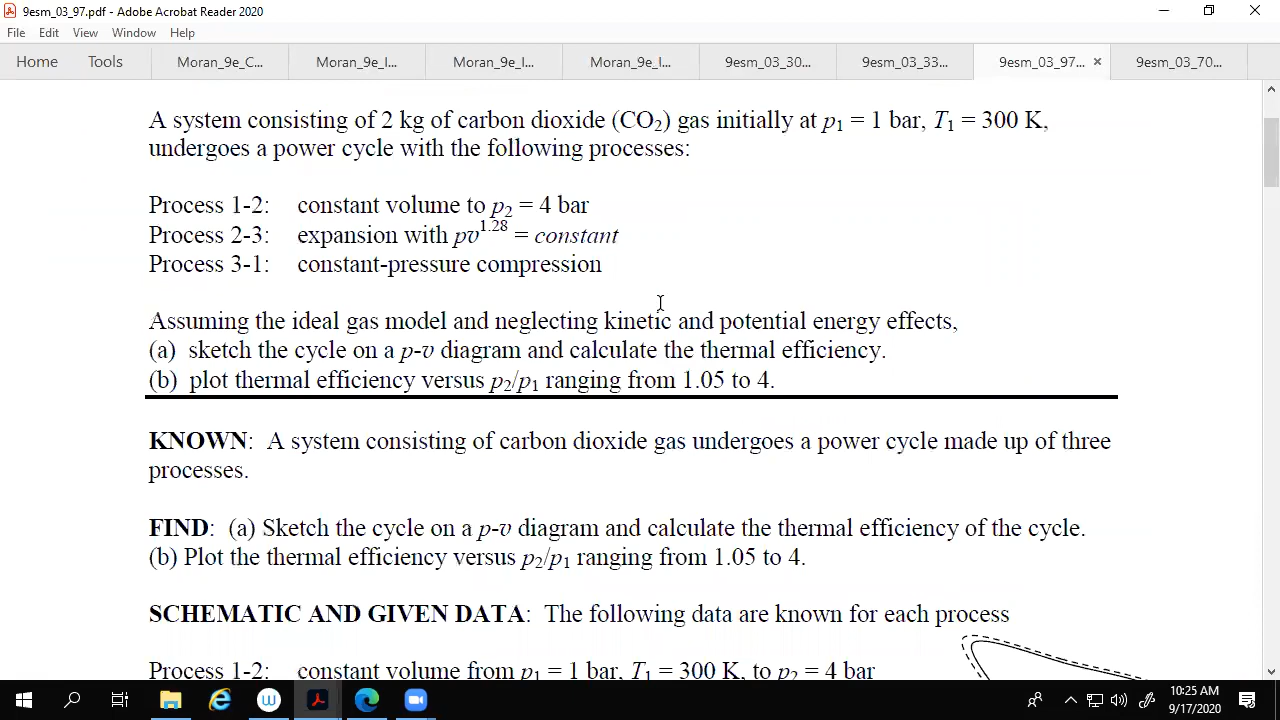 9esm_03_97.pdf - Adobe Acrobat Reader 2020
File Edit View Window Help
Home Tools Moran_9e_C... Moran_9e_I... Moran_9e_I... Moran_9e_I... 9esm_03_30... 9esm_03_33... 9esm_03_97... × 9esm_03_70...
A system consisting of 2 kg of carbon dioxide (CO₂) gas initially at p₁ = 1 bar, T₁ = 300 K,
undergoes a power cycle with the following processes:
Process 1-2: constant volume to p₂ = 4 bar
Process 2-3: expansion with pv¹·²⁸ = constant
Process 3-1: constant-pressure compression
Assuming the ideal gas model and neglecting kinetic and potential energy effects,
(a) sketch the cycle on a p-v diagram and calculate the thermal efficiency.
(b) plot thermal efficiency versus p₂/p₁ ranging from 1.05 to 4.
KNOWN: A system consisting of carbon dioxide gas undergoes a power cycle made up of three
processes.
FIND: (a) Sketch the cycle on a p-v diagram and calculate the thermal efficiency of the cycle.
(b) Plot the thermal efficiency versus p₂/p₁ ranging from 1.05 to 4.
SCHEMATIC AND GIVEN DATA: The following data are known for each process
Process 1-2: constant volume from p₁ = 1 bar, T₁ = 300 K, to p₂ = 4 bar
10:25 AM
9/17/2020